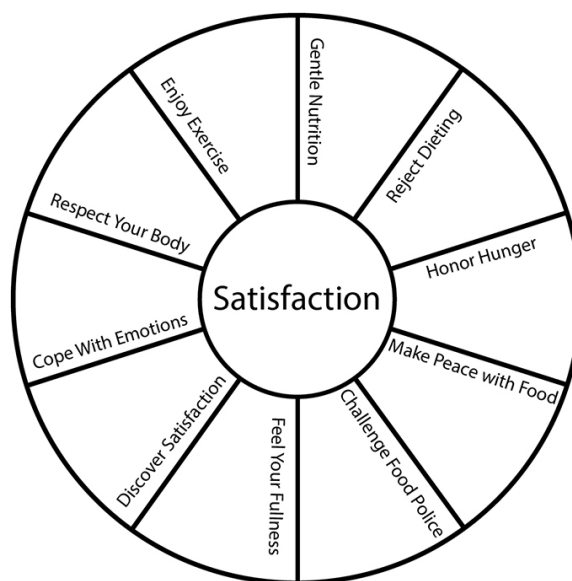 Gentle Nutrition
Reject Dieting
Honor Hunger
Make Peace with Food
Challenge Food Police
Feel Your Fullness
Discover Satisfaction
Cope With Emotions
Respect Your Body
Enjoy Exercise
Satisfaction